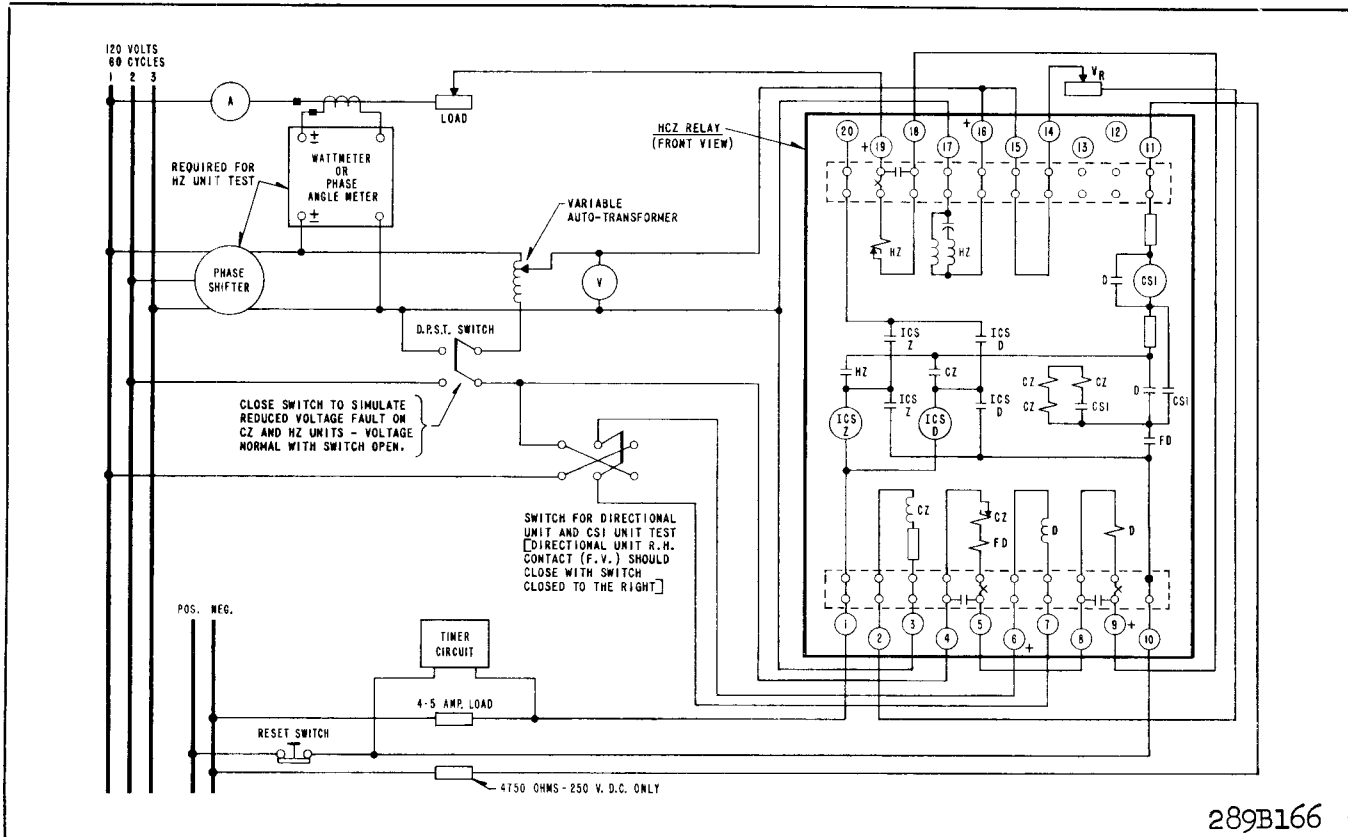 120 VOLTS
60 CYCLES
1 2 3
A
LOAD
WATTMETER
OR
PHASE
ANGLE METER
±
±
REQUIRED FOR
HZ UNIT TEST
PHASE
SHIFTER
VARIABLE
AUTO-TRANSFORMER
V
D.P.S.T. SWITCH
CLOSE SWITCH TO SIMULATE
REDUCED VOLTAGE FAULT ON
CZ AND HZ UNITS - VOLTAGE
NORMAL WITH SWITCH OPEN.
SWITCH FOR DIRECTIONAL
UNIT AND CSI UNIT TEST
[DIRECTIONAL UNIT R.H.
CONTACT (F.V.) SHOULD
CLOSE WITH SWITCH
CLOSED TO THE RIGHT]
POS. NEG.
TIMER
CIRCUIT
4-5 AMP. LOAD
RESET SWITCH
4750 OHMS - 250 V. D.C. ONLY
HCZ RELAY
(FRONT VIEW)
VR
20 +19 18 17 +16 15 14 13 12 11
HZ
HZ
D
CSI
ICS
Z
ICS
D
HZ
CZ
ICS
Z
ICS
D
ICS
Z
ICS
D
CZ
CZ
CZ
CSI
D
CSI
FD
CZ
CZ
FD
D
D
1 2 3 4 5 6+ 7 8 9+ 10
289B166